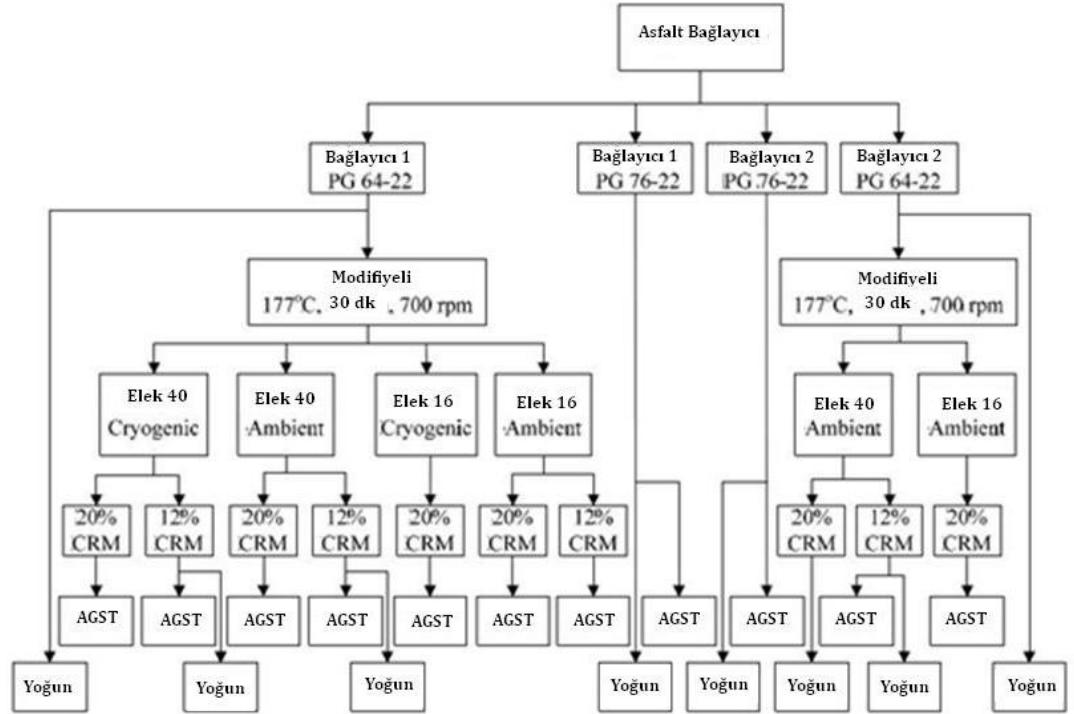 Asfalt Bağlayıcı
Bağlayıcı 1
PG 64-22
Bağlayıcı 1
PG 76-22
Bağlayıcı 2
PG 76-22
Bağlayıcı 2
PG 64-22
Modifiyeli
177°C, 30 dk , 700 rpm
Modifiyeli
177°C, 30 dk , 700 rpm
Elek 40
Cryogenic
Elek 40
Ambient
Elek 16
Cryogenic
Elek 16
Ambient
Elek 40
Ambient
Elek 16
Ambient
20%
CRM
12%
CRM
20%
CRM
12%
CRM
20%
CRM
20%
CRM
12%
CRM
20%
CRM
12%
CRM
20%
CRM
AGST
AGST
AGST
AGST
AGST
AGST
AGST
AGST
AGST
AGST
AGST
Yoğun
Yoğun
Yoğun
Yoğun
Yoğun
Yoğun
Yoğun
Yoğun